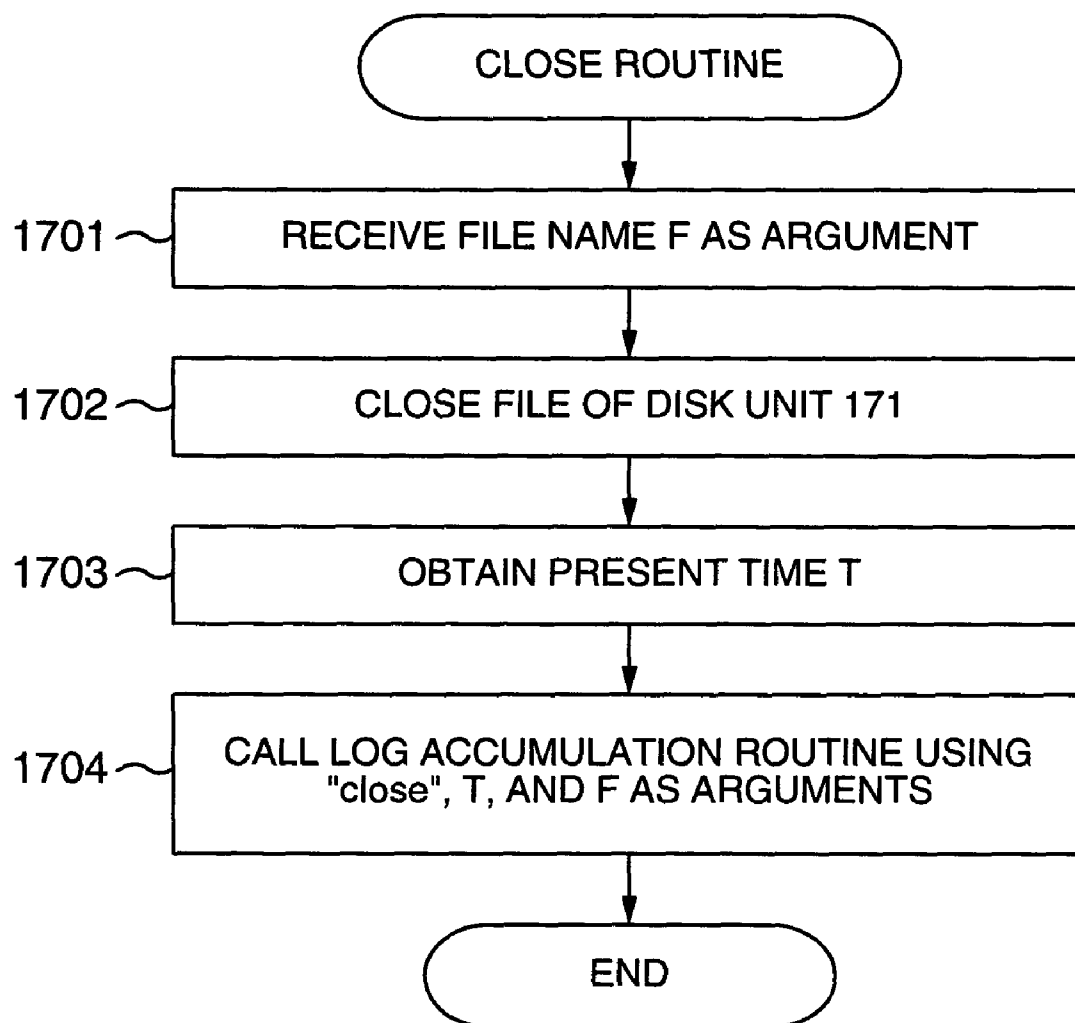 CLOSE ROUTINE
1701
RECEIVE FILE NAME F AS ARGUMENT
1702
CLOSE FILE OF DISK UNIT 171
1703
OBTAIN PRESENT TIME T
1704
CALL LOG ACCUMULATION ROUTINE USING
"close", T, AND F AS ARGUMENTS
END